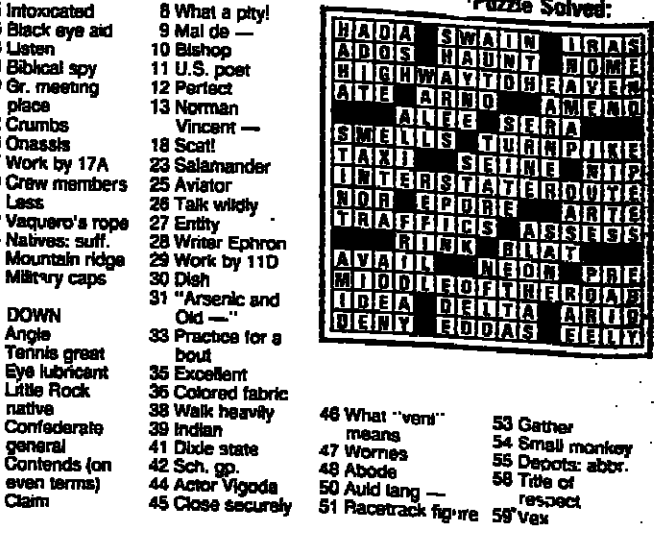 Intoxicated
Black eye aid
Listen
Biblical spy
Gr. meeting
place
Crumbs
Onassis
Work by 17A
Crew members
Less
Vaquero's rope
Natives: suff.
Mountain ridge
Military caps
DOWN
Angle
Tennis great
Eye lubricant
Little Rock
native
Confederate
general
Contends (on
even terms)
Claim
8 What a pity!
9 Mal de —
10 Bishop
11 U.S. poet
12 Perfect
13 Norman
Vincent —
18 Scat!
23 Salamander
25 Aviator
26 Talk wildly
27 Entity
28 Writer Ephron
29 Work by 11D
30 Dish
31 "Arsenic and
Old —"
33 Practice for a
bout
35 Excellent
36 Colored fabric
38 Walk heavily
39 Indian
41 Dixie state
42 Sch. gp.
44 Actor Vigoda
45 Close securely
Puzzle Solved:
HADA SWAIN IRAS
ADOS HAUNT HOME
HIGHWAYTOHEAVEN
ATE ARNO AMEND
ALEE SERA
SMELLS TURNPIKE
TAXI SEINE NIP
INTERSTATEROUTE
NOR EPDRE ARTE
TRAFFICS ASSESS
RINK BLAT
AVAIL NEON PRE
MIDDLEOFTHEROAD
IDEA DELTA ARID
DENY EDDAS EELY
46 What "veni"
means
47 Worries
48 Abode
50 Auld lang —
51 Racetrack figure
53 Gather
54 Small monkey
55 Depots: abbr.
58 Title of
respect
59 Vex